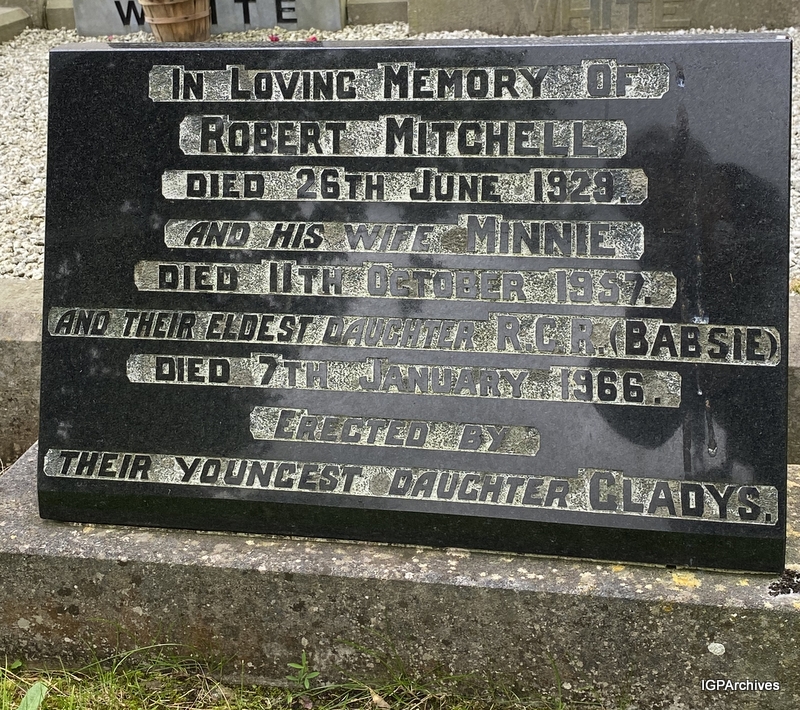 WHITE
In Loving Memory Of
Robert Mitchell
Died 26th June 1929.
and his wife Minnie
Died 11th October 1957.
and their eldest daughter R.C.R. (Babsie)
Died 7th January 1966.
Erected by
their youngest daughter Gladys.
IGPArchives